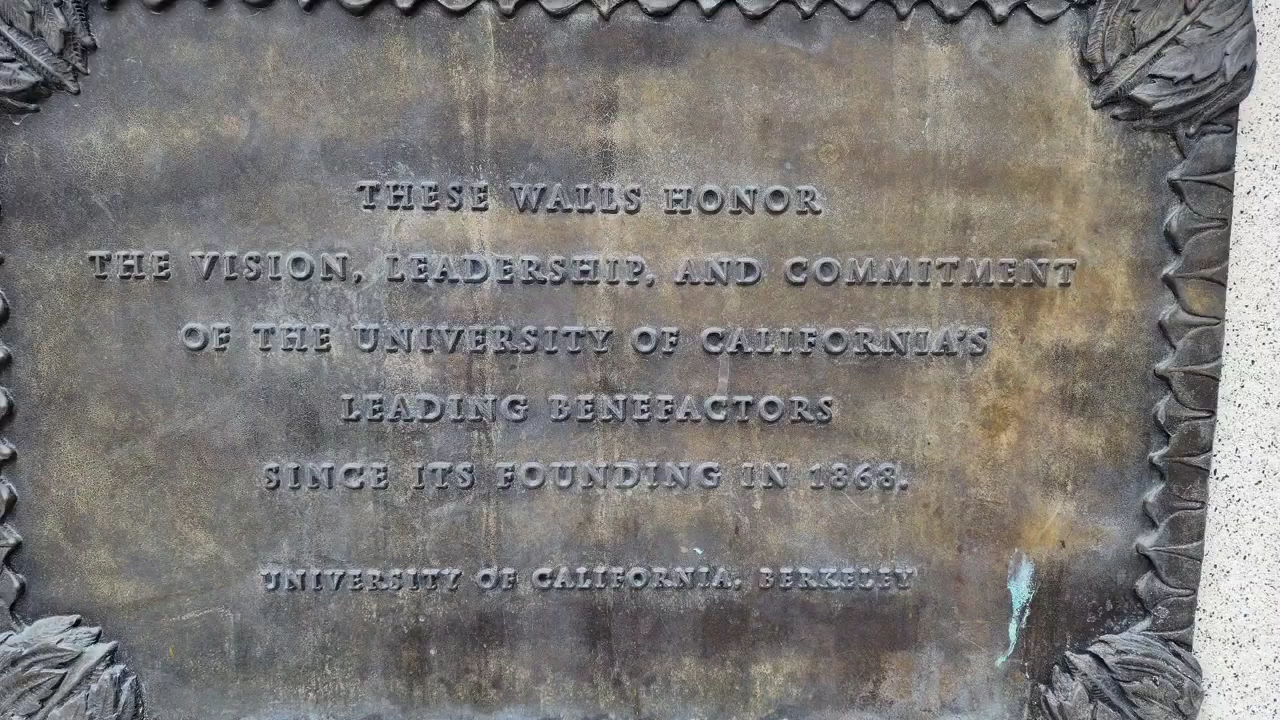 THESE WALLS HONOR
THE VISION, LEADERSHIP, AND COMMITMENT
OF THE UNIVERSITY OF CALIFORNIA'S
LEADING BENEFACTORS
SINCE ITS FOUNDING IN 1868.
UNIVERSITY OF CALIFORNIA, BERKELEY